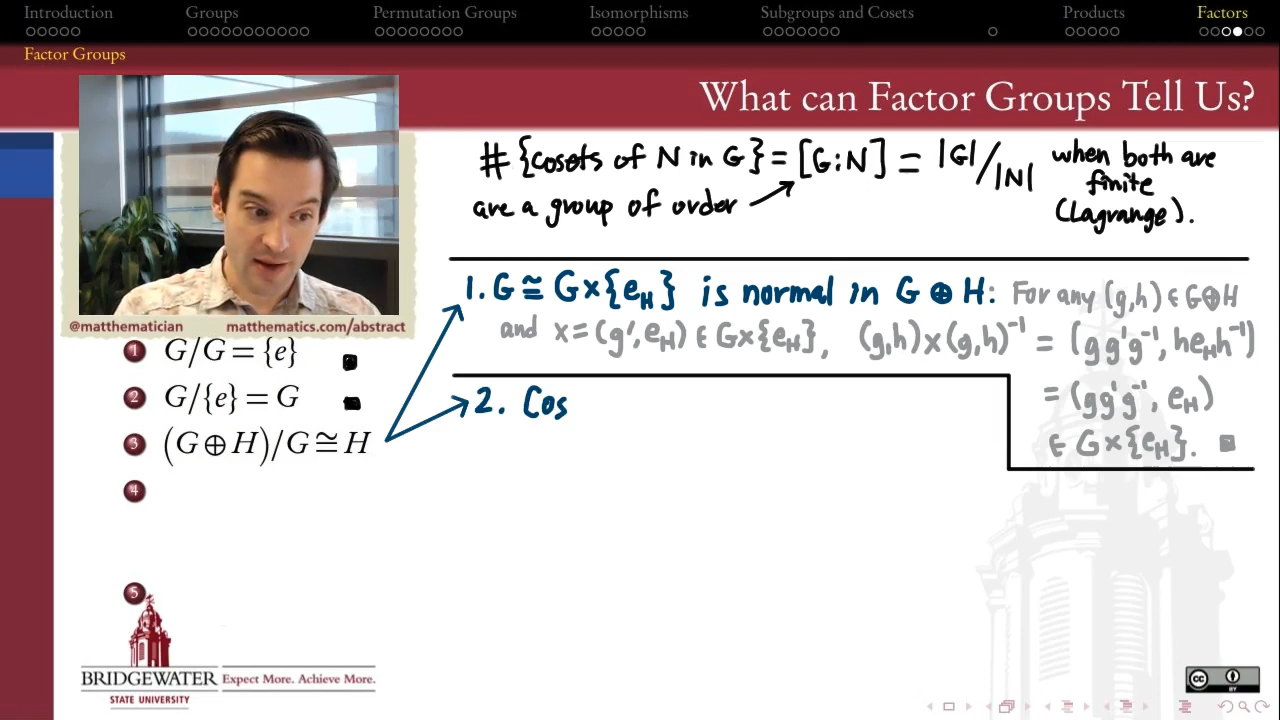 Introduction Groups Permutation Groups Isomorphisms Subgroups and Cosets Products Factors
Factor Groups
What can Factor Groups Tell Us?
# {cosets of N in G} = [G:N] = |G|/|N| when both are
are a group of order finite
(Lagrange).
@matthematician matthematics.com/abstract
1. G ≅ G×{e_H} is normal in G ⊕ H: For any (g,h) ∈ G⊕H
and x = (g', e_H) ∈ G×{e_H}, (g,h)x(g,h)⁻¹ = (gg'g⁻¹, he_Hh⁻¹)
= (gg'g⁻¹, e_H)
∈ G×{e_H}.
2. Cos
1 G/G = {e}
2 G/{e} = G
3 (G⊕H)/G ≅ H
4
5
BRIDGEWATER
STATE UNIVERSITY
Expect More. Achieve More.
CC BY